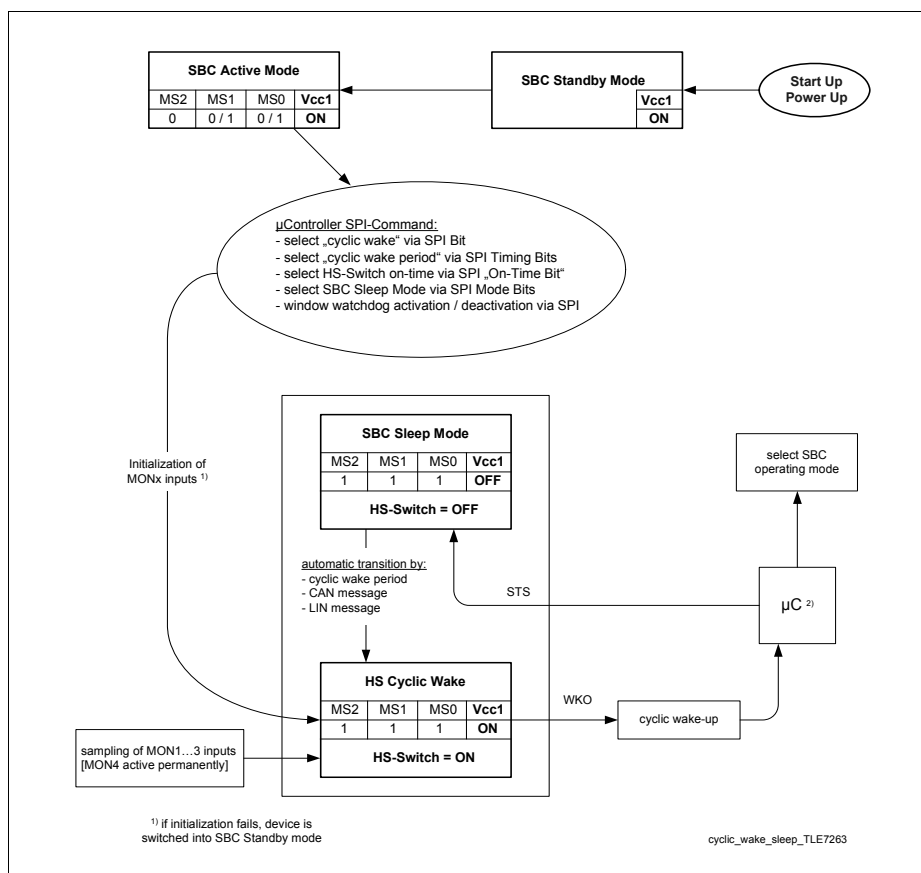 SBC Active Mode
MS2 MS1 MS0 Vcc1
0 0 / 1 0 / 1 ON
SBC Standby Mode
Vcc1
ON
Start Up
Power Up
µController SPI-Command:
- select „cyclic wake“ via SPI Bit
- select „cyclic wake period“ via SPI Timing Bits
- select HS-Switch on-time via SPI „On-Time Bit“
- select SBC Sleep Mode via SPI Mode Bits
- window watchdog activation / deactivation via SPI
Initialization of
MONx inputs 1)
SBC Sleep Mode
MS2 MS1 MS0 Vcc1
1 1 1 OFF
HS-Switch = OFF
automatic transition by:
- cyclic wake period
- CAN message
- LIN message
STS
select SBC
operating mode
µC 2)
HS Cyclic Wake
MS2 MS1 MS0 Vcc1
1 1 1 ON
HS-Switch = ON
WKO
cyclic wake-up
sampling of MON1...3 inputs
[MON4 active permanently]
1) if initialization fails, device is
switched into SBC Standby mode
cyclic_wake_sleep_TLE7263